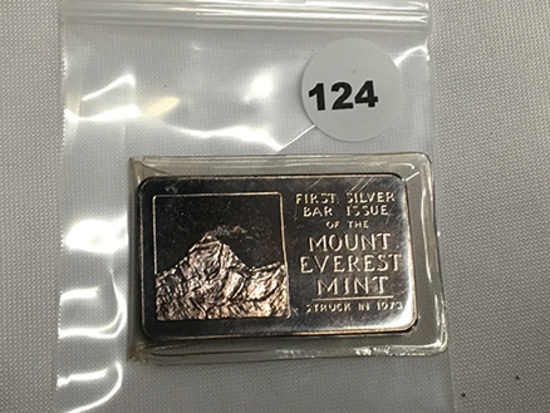 124
FIRST SILVER
BAR ISSUE
OF THE
MOUNT
EVEREST
MINT
STRUCK IN 1973